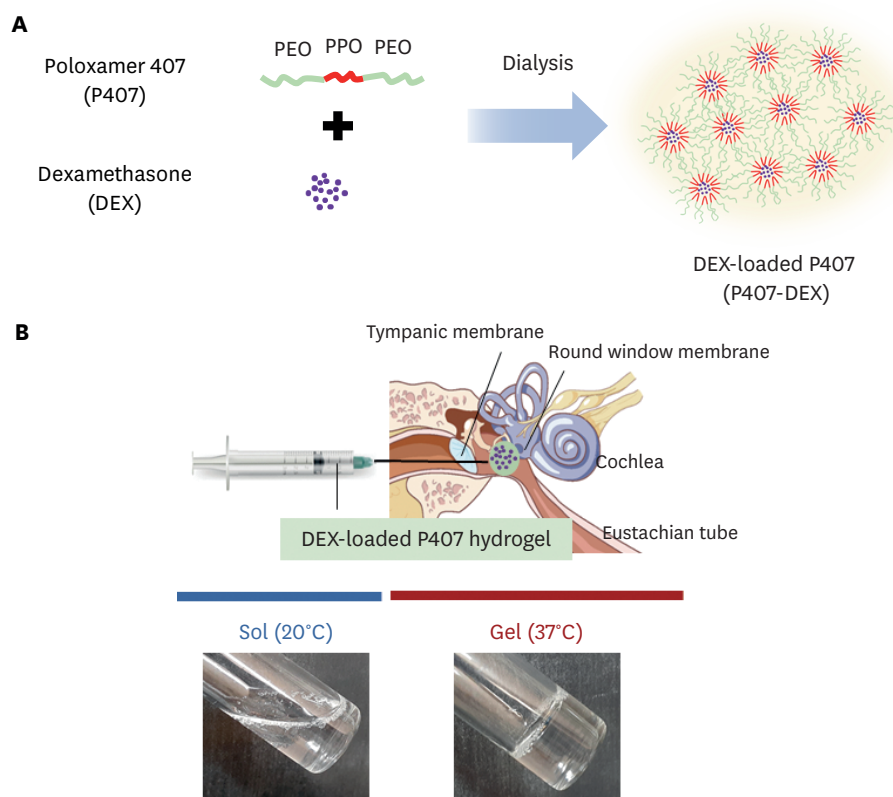 A
Poloxamer 407
(P407)
PEO PPO PEO
Dexamethasone
(DEX)
Dialysis
DEX-loaded P407
(P407-DEX)
B
Tympanic membrane
Round window membrane
Cochlea
Eustachian tube
DEX-loaded P407 hydrogel
Sol (20°C)
Gel (37°C)